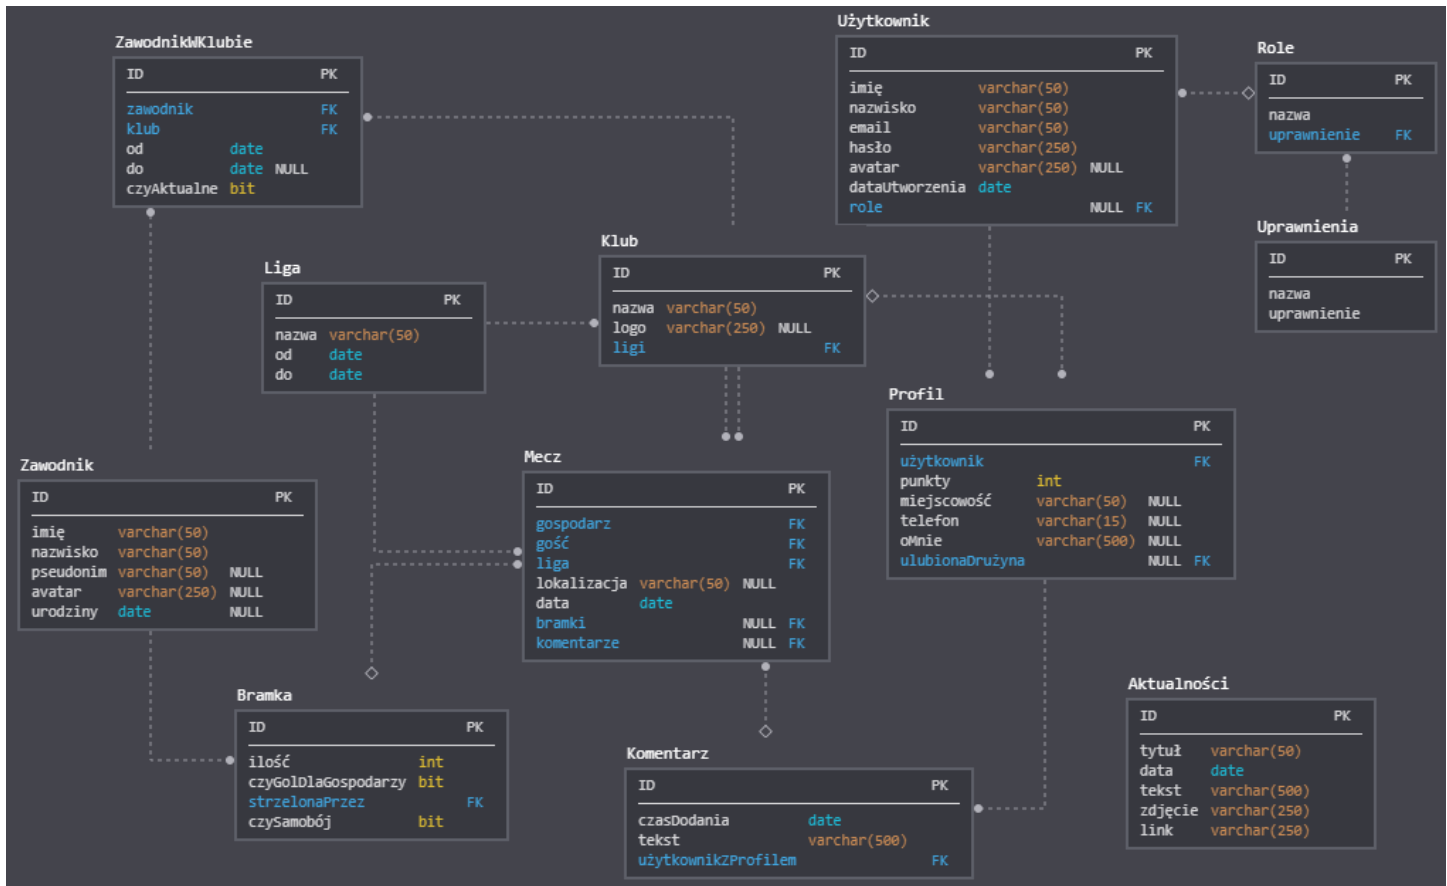 ZawodnikWKlubie
ID PK
zawodnik FK
klub FK
od date
do date NULL
czyAktualne bit
Użytkownik
ID PK
imię varchar(50)
nazwisko varchar(50)
email varchar(50)
hasło varchar(250)
avatar varchar(250) NULL
dataUtworzenia date
role NULL FK
Role
ID PK
nazwa
uprawnienie FK
Uprawnienia
ID PK
nazwa
uprawnienie
Liga
ID PK
nazwa varchar(50)
od date
do date
Klub
ID PK
nazwa varchar(50)
logo varchar(250) NULL
ligi FK
Profil
ID PK
użytkownik FK
punkty int
miejscowość varchar(50) NULL
telefon varchar(15) NULL
oMnie varchar(500) NULL
ulubionaDrużyna NULL FK
Zawodnik
ID PK
imię varchar(50)
nazwisko varchar(50)
pseudonim varchar(50) NULL
avatar varchar(250) NULL
urodziny date NULL
Mecz
ID PK
gospodarz FK
gość FK
liga FK
lokalizacja varchar(50) NULL
data date
bramki NULL FK
komentarze NULL FK
Bramka
ID PK
ilość int
czyGolDlaGospodarzy bit
strzelonaPrzez FK
czySamobój bit
Komentarz
ID PK
czasDodania date
tekst varchar(500)
użytkownikZProfilem FK
Aktualności
ID PK
tytuł varchar(50)
data date
tekst varchar(500)
zdjęcie varchar(250)
link varchar(250)